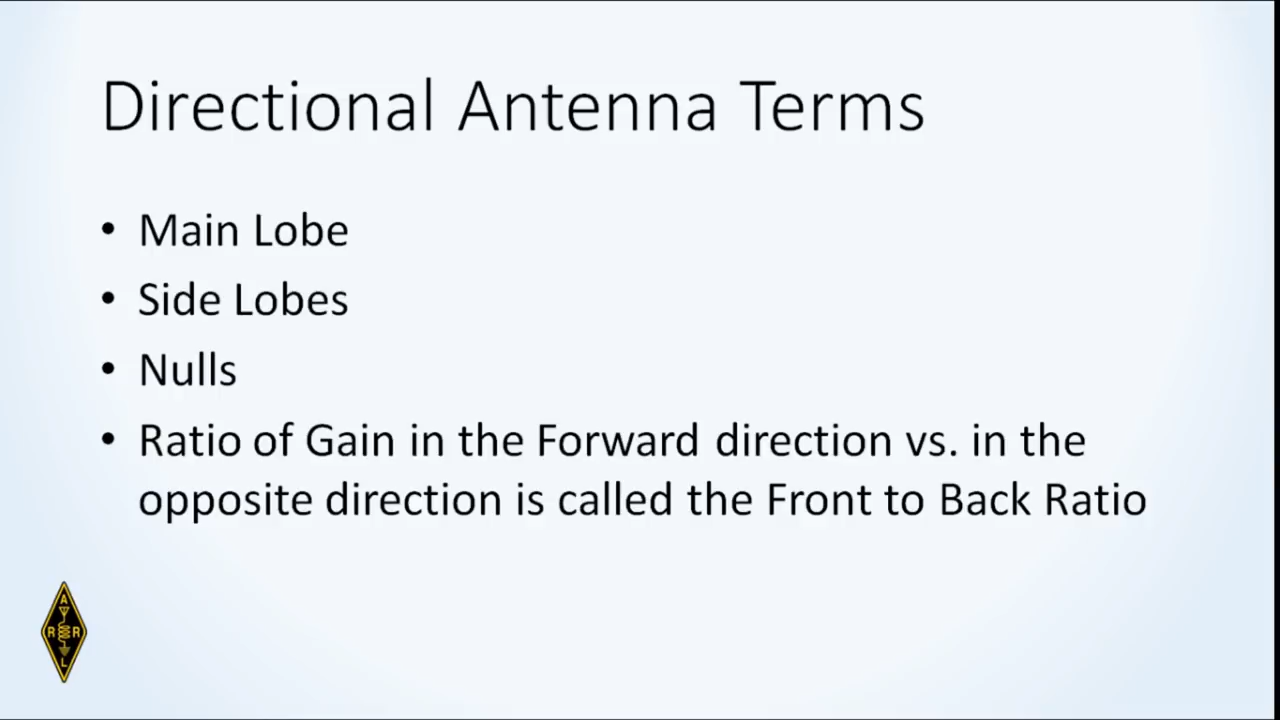 Directional Antenna Terms
• Main Lobe
• Side Lobes
• Nulls
• Ratio of Gain in the Forward direction vs. in the
opposite direction is called the Front to Back Ratio
A
R R
L